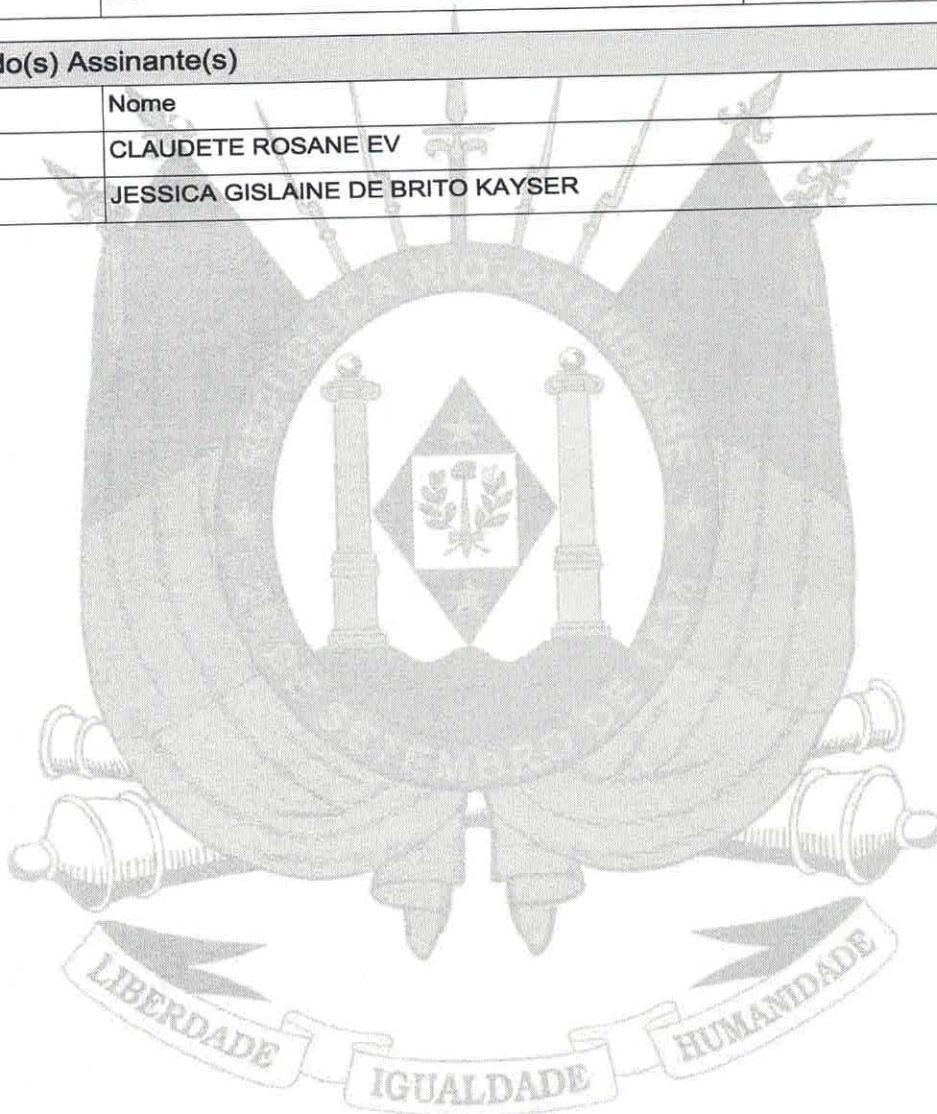 do(s) Assinante(s)
Nome
CLAUDETE ROSANE EV
JESSICA GISLAINE DE BRITO KAYSER
LIBERDADE
IGUALDADE
HUMANIDADE